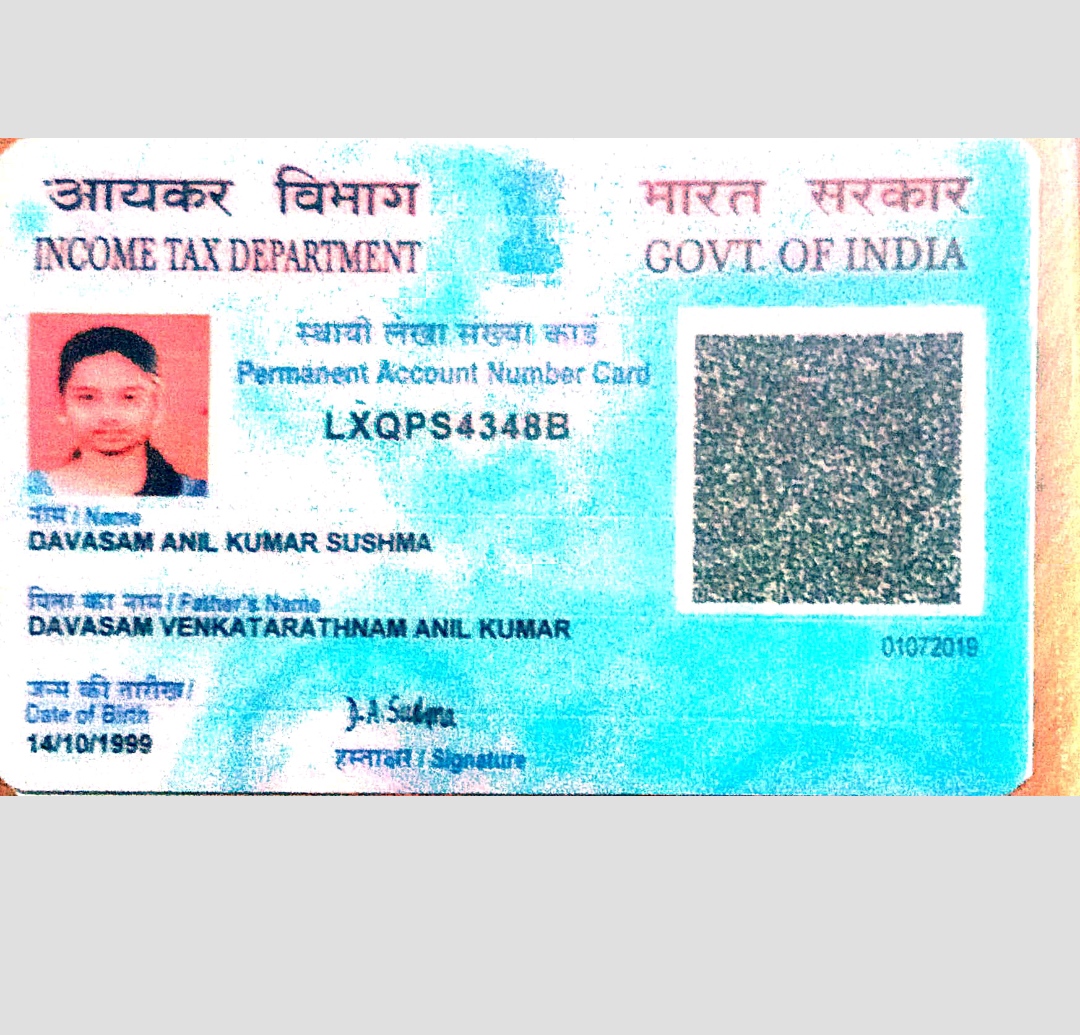 आयकर विभाग
INCOME TAX DEPARTMENT
भारत सरकार
GOVT. OF INDIA
स्थायी लेखा संख्या कार्ड
Permanent Account Number Card
LXQPS4348B
नाम / Name
DAVASAM ANIL KUMAR SUSHMA
पिता का नाम / Father's Name
DAVASAM VENKATARATHNAM ANIL KUMAR
01072019
जन्म की तारीख /
Date of Birth
14/10/1999
हस्ताक्षर / Signature